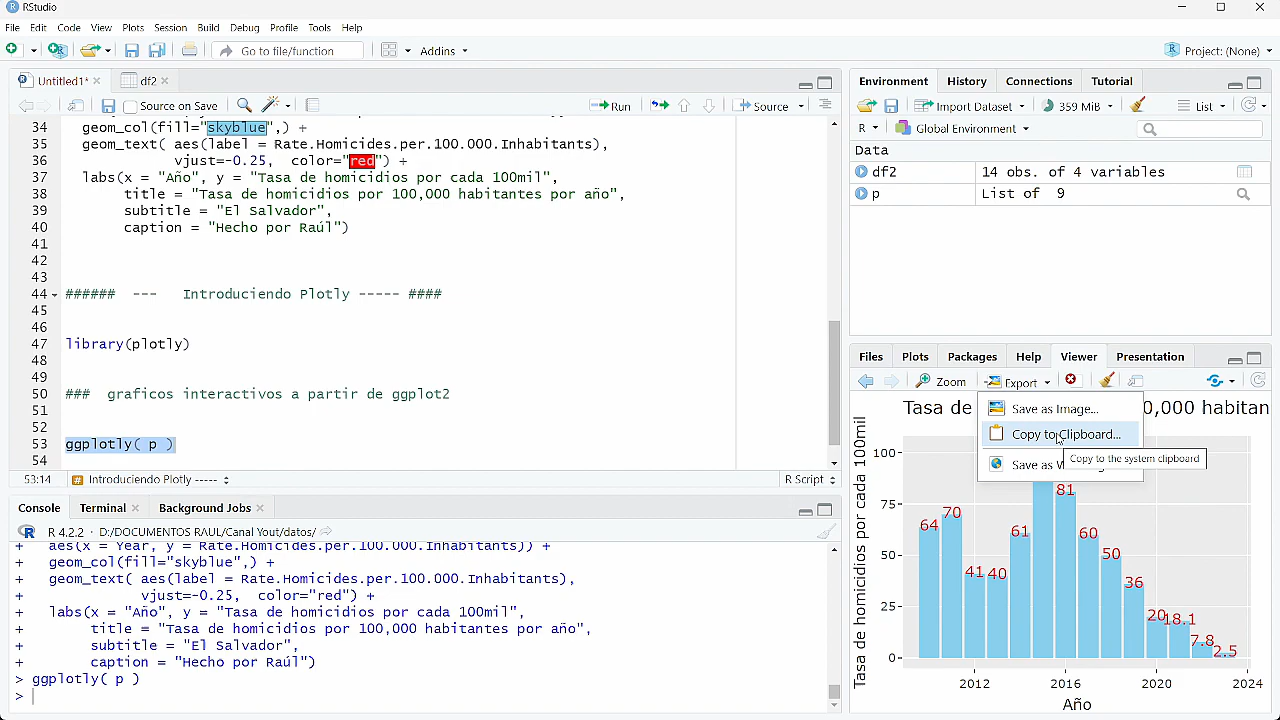 RStudio
File Edit Code View Plots Session Build Debug Profile Tools Help
Go to file/function Addins Project: (None)
Untitled1* df2
Source on Save Run Source
34 geom_col(fill="skyblue",) +
35 geom_text( aes(label = Rate.Homicides.per.100.000.Inhabitants),
36 vjust=-0.25, color="red") +
37 labs(x = "Año", y = "Tasa de homicidios por cada 100mil",
38 title = "Tasa de homicidios por 100,000 habitantes por año",
39 subtitle = "El Salvador",
40 caption = "Hecho por Raúl")
41
42
43
44 ###### --- Introduciendo Plotly ----- ####
45
46
47 library(plotly)
48
49
50 ### graficos interactivos a partir de ggplot2
51
52
53 ggplotly( p )
54
53:14 Introduciendo Plotly ----- R Script
Console Terminal Background Jobs
R 4.2.2 · D:/DOCUMENTOS RAUL/Canal Yout/datos/
+ aes(x = Year, y = Rate.Homicides.per.100.000.Inhabitants)) +
+ geom_col(fill="skyblue",) +
+ geom_text( aes(label = Rate.Homicides.per.100.000.Inhabitants),
+ vjust=-0.25, color="red") +
+ labs(x = "Año", y = "Tasa de homicidios por cada 100mil",
+ title = "Tasa de homicidios por 100,000 habitantes por año",
+ subtitle = "El Salvador",
+ caption = "Hecho por Raúl")
> ggplotly( p )
>
Environment History Connections Tutorial
Import Dataset 359 MiB List
R Global Environment
Data
df2 14 obs. of 4 variables
p List of 9
Files Plots Packages Help Viewer Presentation
Zoom Export
Save as Image...
Copy to Clipboard...
Copy to the system clipboard
Save as W
Tasa de 0,000 habitan
Tasa de homicidios por cada 100mil
100
75
50
25
0
64 70 41 40 61 81 60 50 36 20 18.1 7.8 2.5
2012 2016 2020 2024
Año